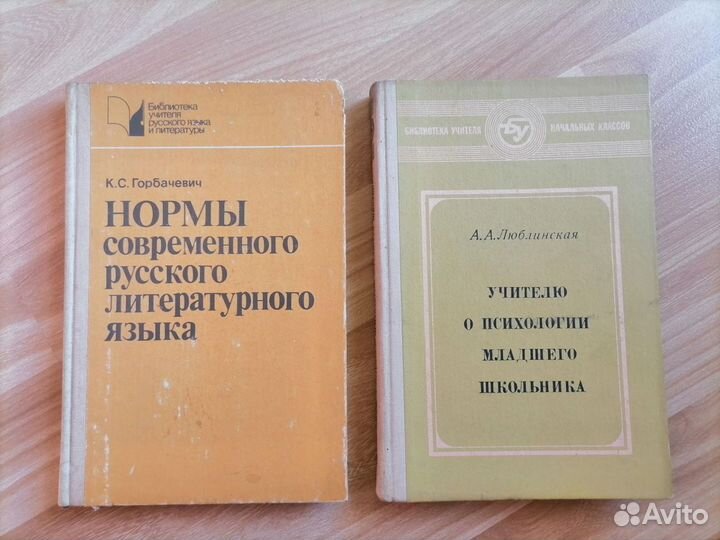 Библиотека
учителя
русского языка
и литературы
К.С. Горбачевич
НОРМЫ
современного
русского
литературного
языка
БИБЛИОТЕКА УЧИТЕЛЯ БУ НАЧАЛЬНЫХ КЛАССОВ
А.А.Люблинская
УЧИТЕЛЮ
О ПСИХОЛОГИИ
МЛАДШЕГО
ШКОЛЬНИКА
Avito